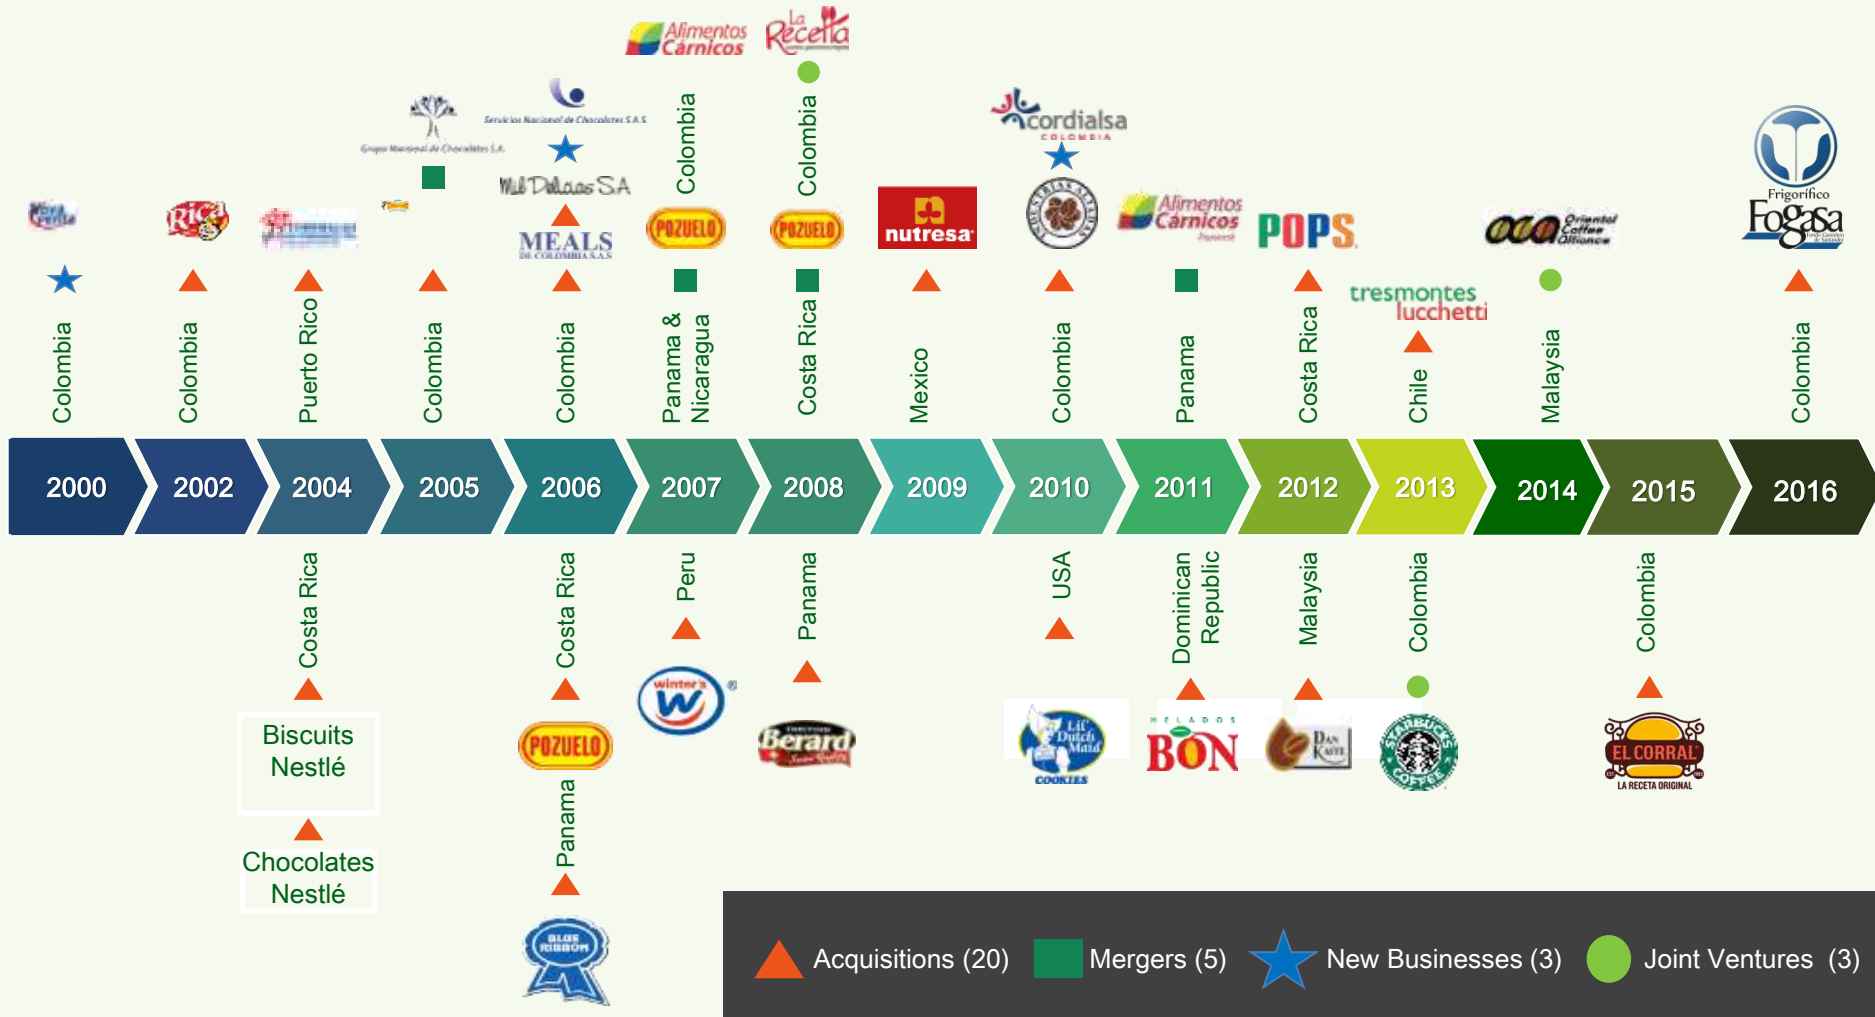 Alimentos
Cárnicos
La
Receta
Servicios Nacional de Chocolates S.A.S
Grupo Nacional de Chocolates S.A.
cordialsa
COLOMBIA
Colombia
Colombia
Mil Delicias S.A
Rica
POZUELO
POZUELO
MEALS
DE COLOMBIA S.A.S
nutresa
Alimentos
Cárnicos
POPS
Oriental
Coffee
Alliance
Frigorífico
Fogasa
tresmontes
lucchetti
Colombia
Colombia
Puerto Rico
Colombia
Colombia
Panama &
Nicaragua
Costa Rica
Mexico
Colombia
Panama
Costa Rica
Chile
Malaysia
Colombia
2000
2002
2004
2005
2006
2007
2008
2009
2010
2011
2012
2013
2014
2015
2016
Costa Rica
Costa Rica
Peru
Panama
USA
Dominican
Republic
Malaysia
Colombia
Colombia
Biscuits
Nestlé
Chocolates
Nestlé
POZUELO
Panama
BLUE
RIBBON
winter's
W
®
Berard
Lil'
Dutch
Maid
COOKIES
HELADOS
BON
DAN
KAFFE
STARBUCKS
COFFEE
EL CORRAL
LA RECETA ORIGINAL
Acquisitions (20)
Mergers (5)
New Businesses (3)
Joint Ventures (3)